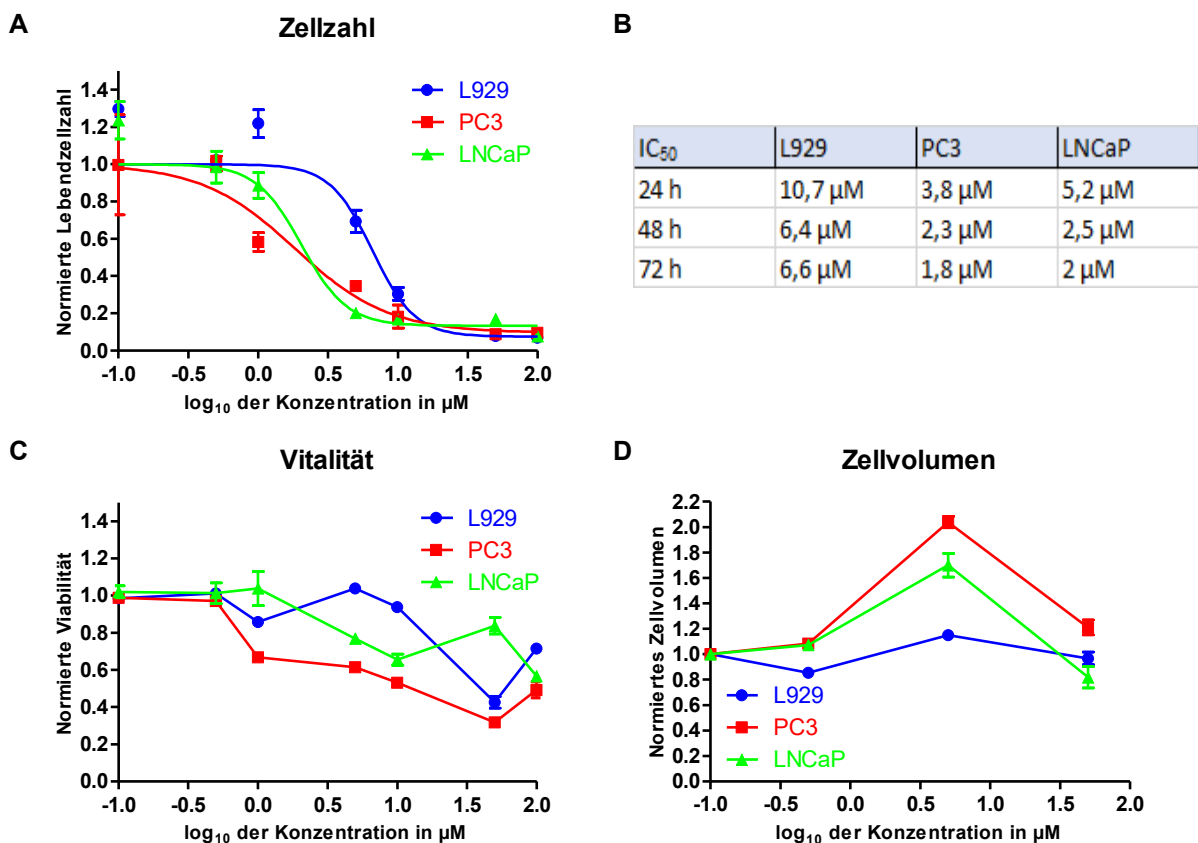 A
Zellzahl
Normierte Lebendzellzahl
1.4
1.2
1.0
0.8
0.6
0.4
0.2
0.0
L929
PC3
LNCaP
-1.0 -0.5 0.0 0.5 1.0 1.5 2.0
log₁₀ der Konzentration in µM
B
IC₅₀ L929 PC3 LNCaP
24 h 10,7 µM 3,8 µM 5,2 µM
48 h 6,4 µM 2,3 µM 2,5 µM
72 h 6,6 µM 1,8 µM 2 µM
C
Vitalität
Normierte Viabilität
1.4
1.2
1.0
0.8
0.6
0.4
0.2
0.0
L929
PC3
LNCaP
-1.0 -0.5 0.0 0.5 1.0 1.5 2.0
log₁₀ der Konzentration in µM
D
Zellvolumen
Normiertes Zellvolumen
2.2
2.0
1.8
1.6
1.4
1.2
1.0
0.8
0.6
0.4
0.2
0.0
L929
PC3
LNCaP
-1.0 -0.5 0.0 0.5 1.0 1.5 2.0
log₁₀ der Konzentration in µM